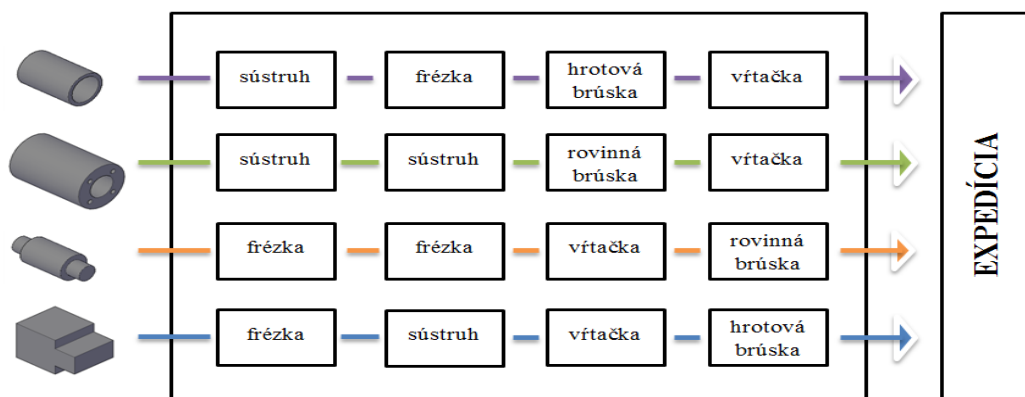 sústruh
frézka
hrotová
brúska
vŕtačka
sústruh
sústruh
rovinná
brúska
vŕtačka
frézka
frézka
vŕtačka
rovinná
brúska
frézka
sústruh
vŕtačka
hrotová
brúska
EXPEDÍCIA